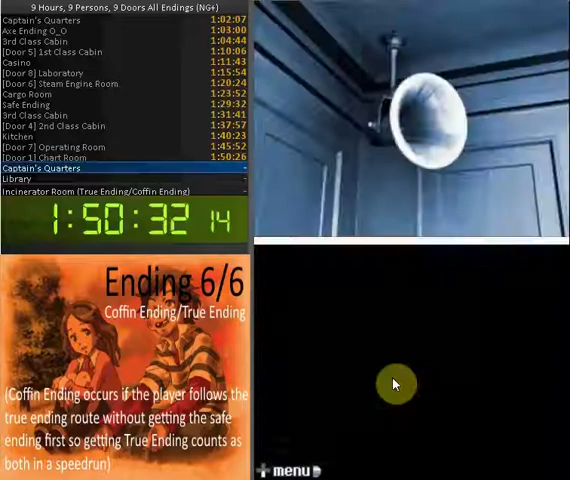 9 Hours, 9 Persons, 9 Doors All Endings (NG+)
Captain's Quarters 1:02:07
Axe Ending O_O 1:03:00
3rd Class Cabin 1:04:44
[Door 5] 1st Class Cabin 1:10:06
Casino 1:11:43
[Door 8] Laboratory 1:15:54
[Door 6] Steam Engine Room 1:20:24
Cargo Room 1:23:52
Safe Ending 1:29:32
3rd Class Cabin 1:31:41
[Door 4] 2nd Class Cabin 1:37:57
Kitchen 1:40:23
[Door 7] Operating Room 1:45:52
[Door 1] Chart Room 1:50:26
Captain's Quarters -
Library -
Incinerator Room (True Ending/Coffin Ending) -
1:50:32 14
Ending 6/6
Coffin Ending/True Ending
(Coffin Ending occurs if the player follows the
true ending route without getting the safe
ending first so getting True Ending counts as
both in a speedrun)
menu